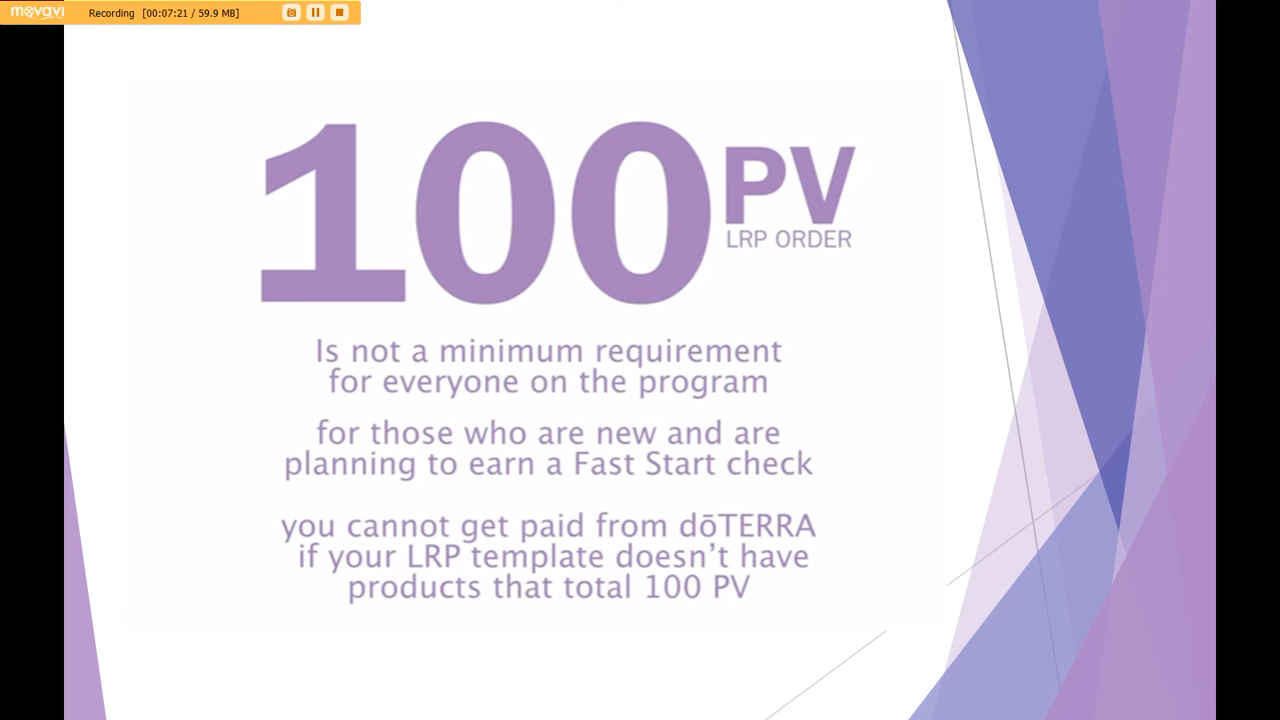 movavi Recording [00:07:21 / 59.9 MB]
100 PV
LRP ORDER
Is not a minimum requirement
for everyone on the program
for those who are new and are
planning to earn a Fast Start check
you cannot get paid from dōTERRA
if your LRP template doesn't have
products that total 100 PV